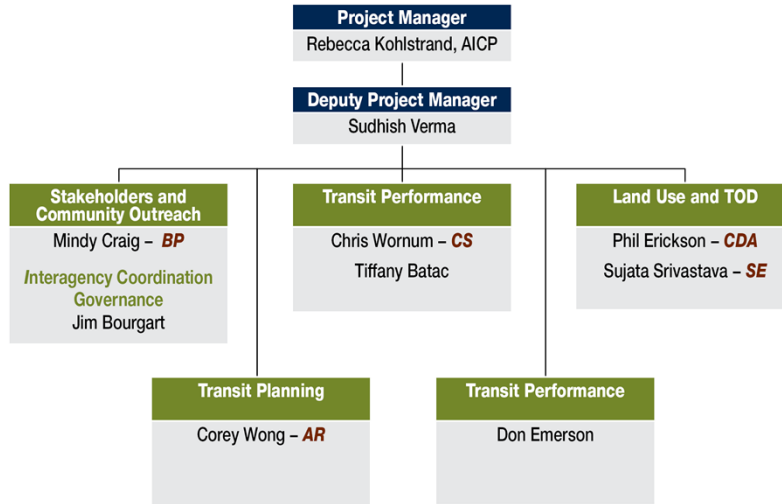 Project Manager
Rebecca Kohlstrand, AICP
Deputy Project Manager
Sudhish Verma
Stakeholders and
Community Outreach
Mindy Craig – BP
Interagency Coordination
Governance
Jim Bourgart
Transit Performance
Chris Wornum – CS
Tiffany Batac
Land Use and TOD
Phil Erickson – CDA
Sujata Srivastava – SE
Transit Planning
Corey Wong – AR
Transit Performance
Don Emerson